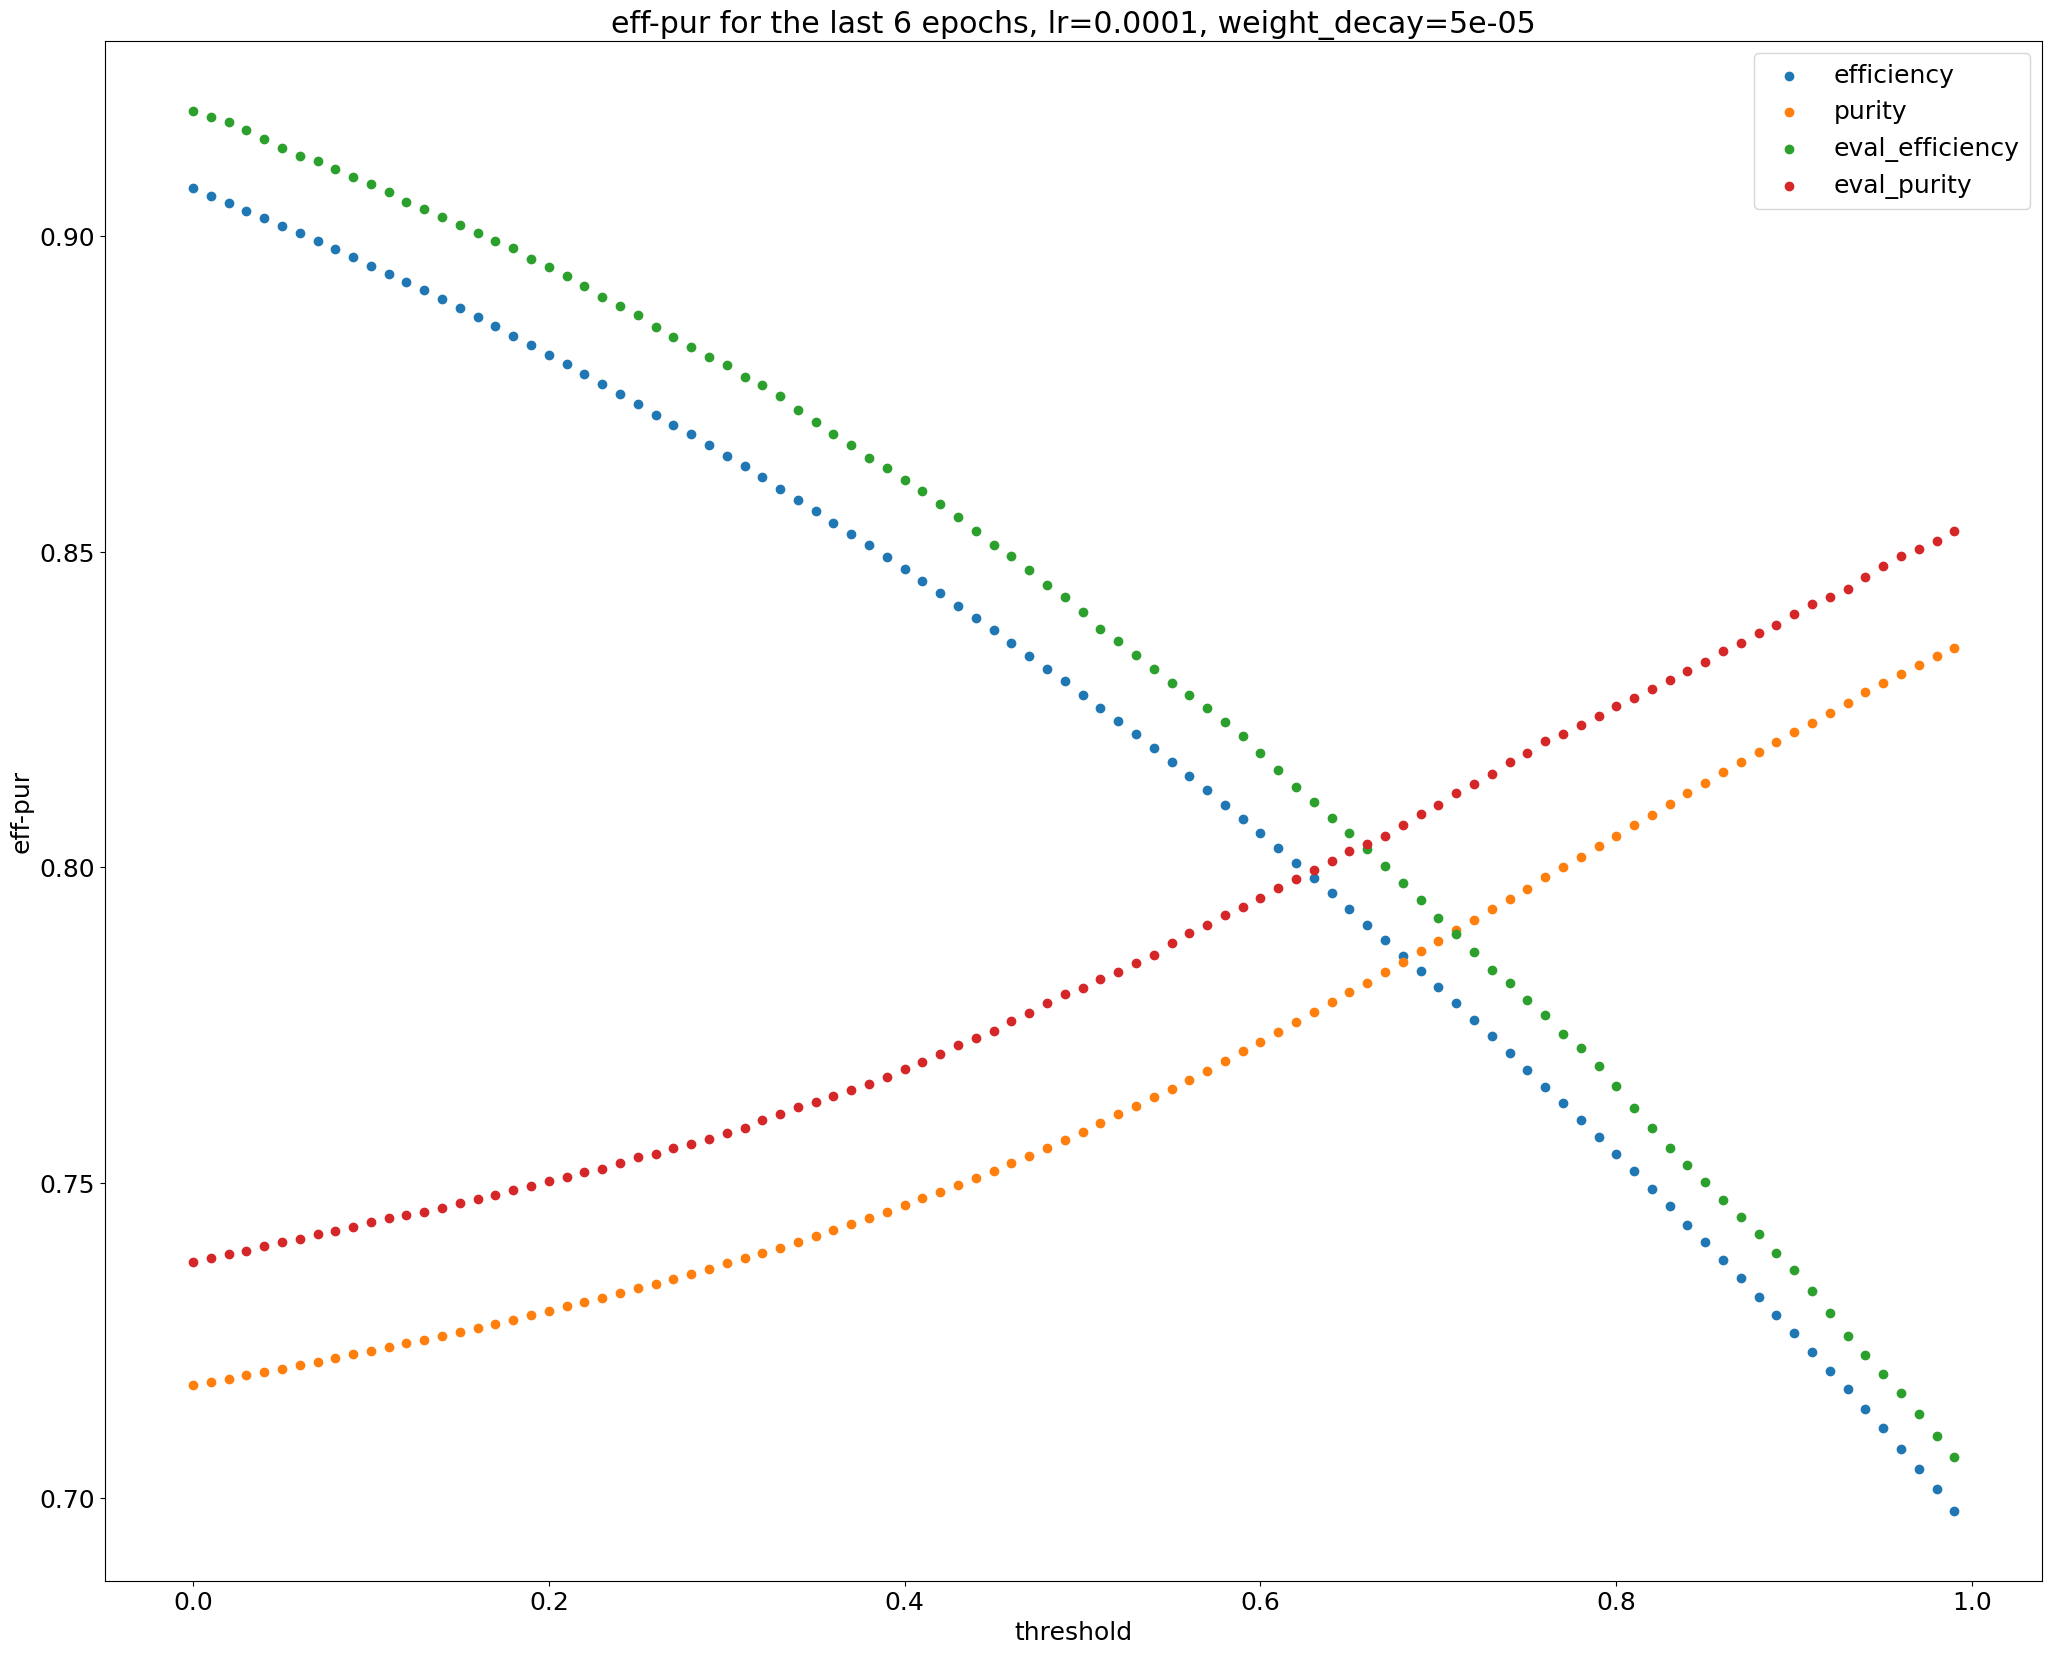 eff-pur for the last 6 epochs, lr=0.0001, weight_decay=5e-05
efficiency
purity
eval_efficiency
eval_purity
0.90
0.85
0.80
0.75
0.70
eff-pur
0.0 0.2 0.4 0.6 0.8 1.0
threshold